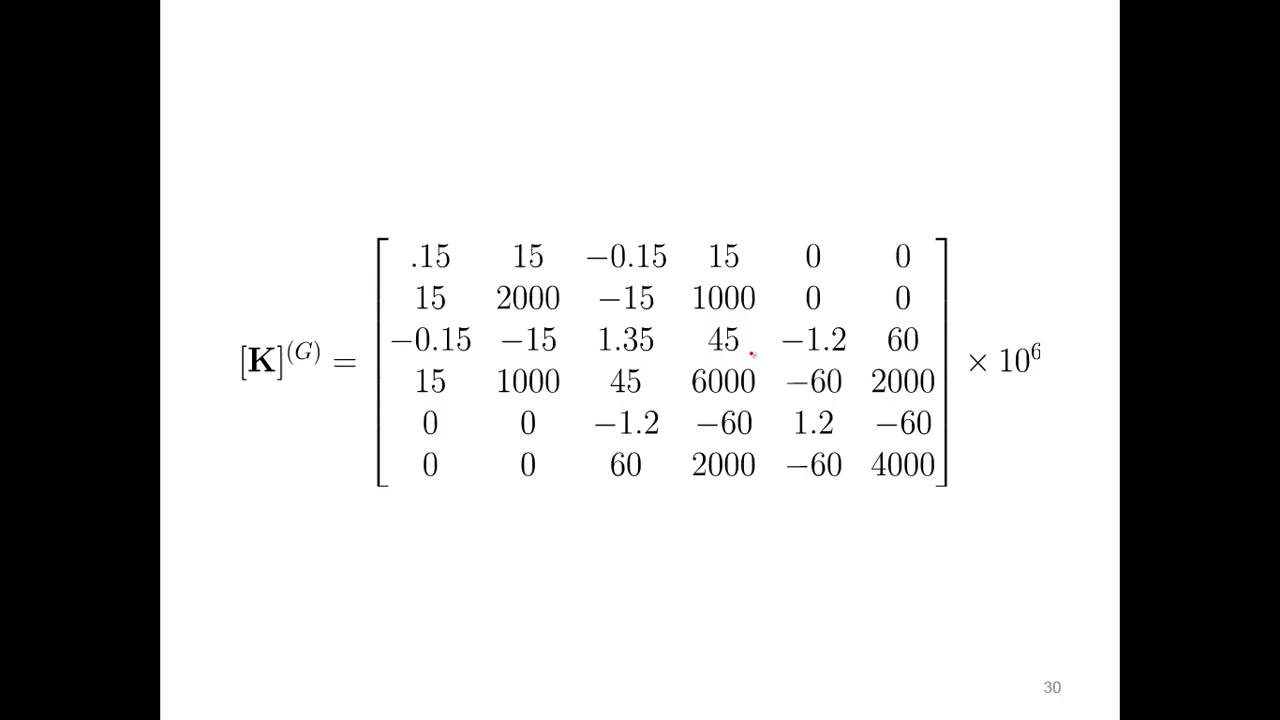 .15 15 −0.15 15 0 0
15 2000 −15 1000 0 0
−0.15 −15 1.35 45 −1.2 60
[K]^(G) = × 10^6
15 1000 45 6000 −60 2000
0 0 −1.2 −60 1.2 −60
0 0 60 2000 −60 4000
30